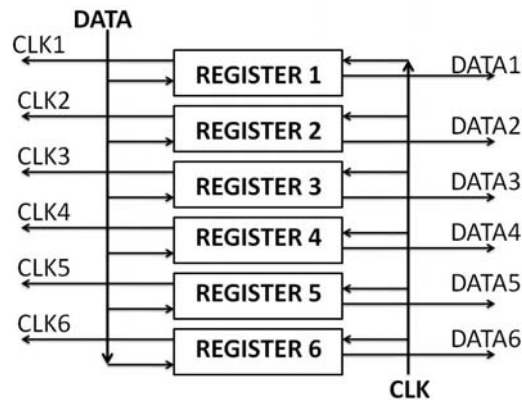 DATA
CLK1
REGISTER 1
DATA1
CLK2
REGISTER 2
DATA2
CLK3
REGISTER 3
DATA3
CLK4
REGISTER 4
DATA4
CLK5
REGISTER 5
DATA5
CLK6
REGISTER 6
DATA6
CLK